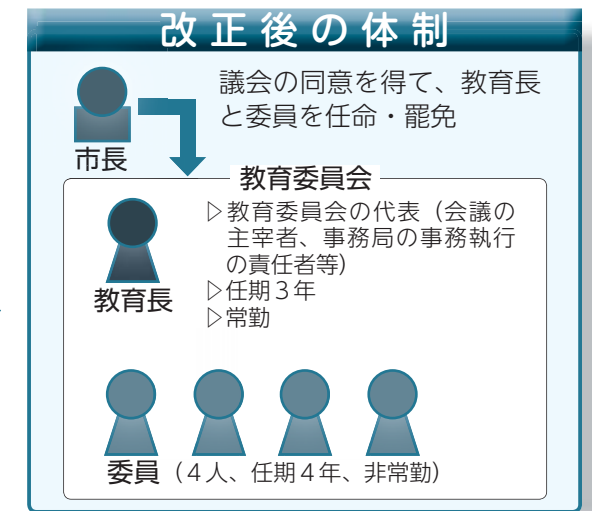 改正後の体制
議会の同意を得て、教育長
と委員を任命・罷免
市長
教育委員会
▷教育委員会の代表（会議の
主宰者、事務局の事務執行
の責任者等）
▷任期３年
▷常勤
教育長
委員（４人、任期４年、非常勤）